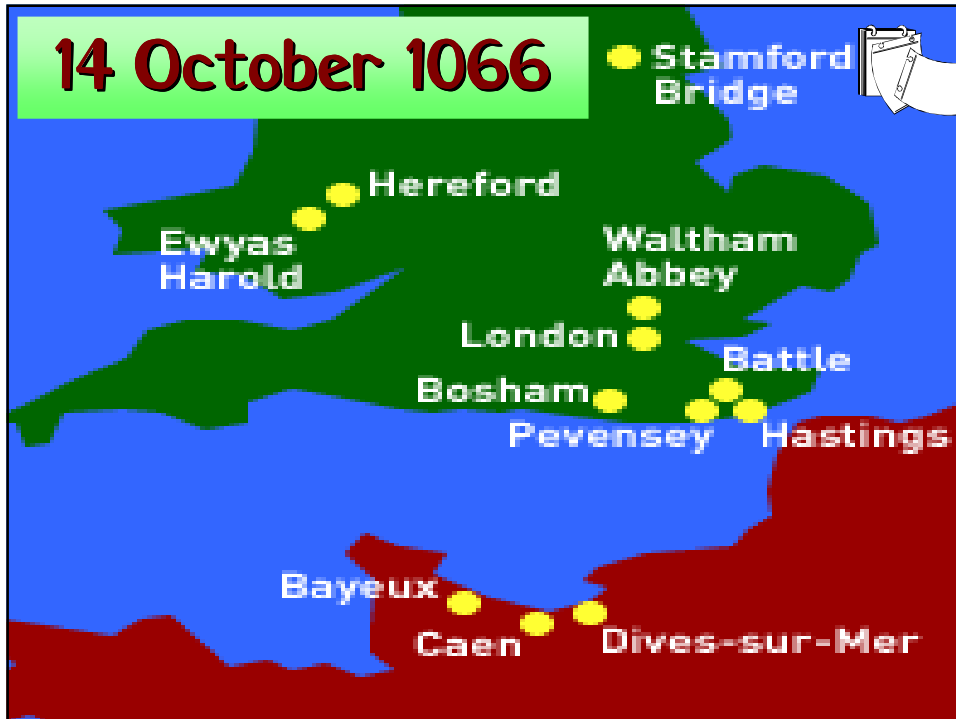 14 October 1066
Stamford
Bridge
Hereford
Ewyas
Harold
Waltham
Abbey
London
Battle
Bosham
Pevensey
Hastings
Bayeux
Caen
Dives-sur-Mer